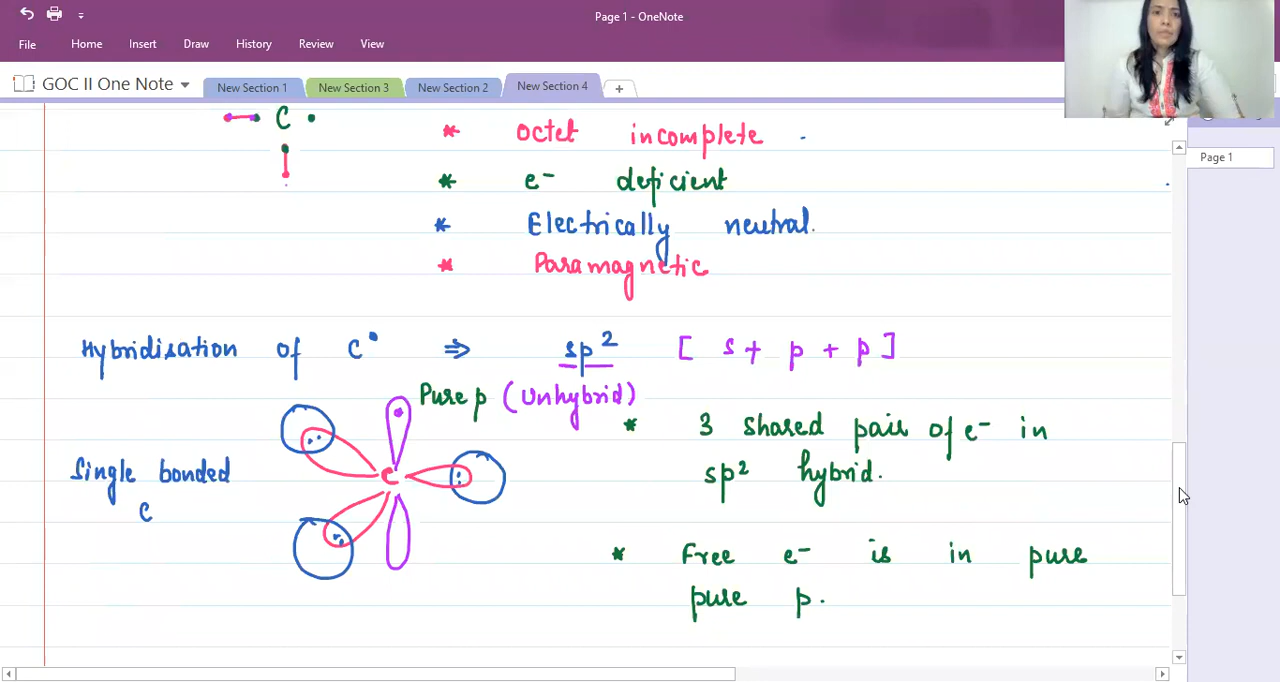 Page 1 - OneNote
File Home Insert Draw History Review View
GOC II One Note New Section 1 New Section 3 New Section 2 New Section 4 +
Page 1
C
* Octet incomplete
* e⁻ deficient
* Electrically neutral.
* Paramagnetic
Hybridisation of C• ⇒ sp² [ s + p + p ]
Pure p (Unhybrid)
* 3 shared pair of e⁻ in
sp² hybrid.
Single bonded
C
C
* Free e⁻ is in pure
pure p.